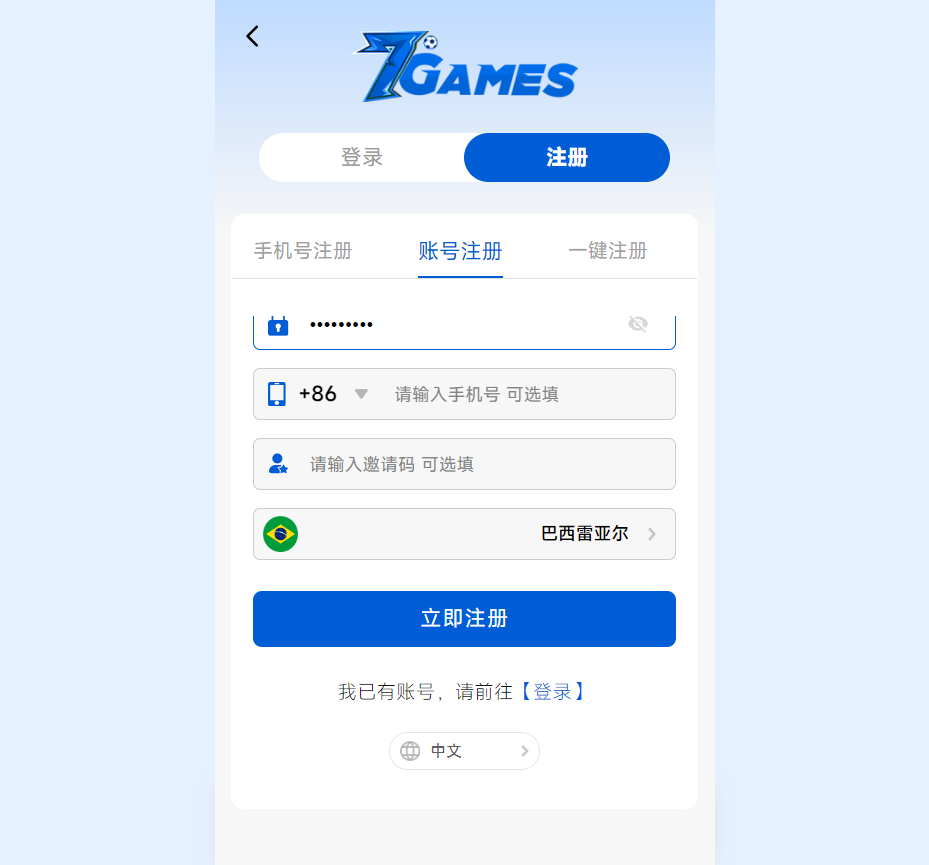 7GAMES
登录 注册
手机号注册 账号注册 一键注册
•••••••••
+86 请输入手机号 可选填
请输入邀请码 可选填
巴西雷亚尔
立即注册
我已有账号，请前往【登录】
中文